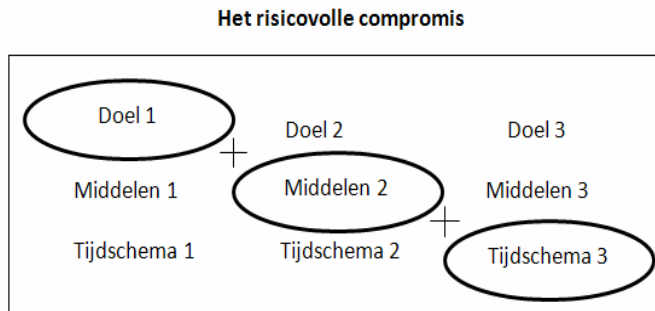 Het risicovolle compromis
Doel 1
Doel 2
Doel 3
Middelen 1
Middelen 2
Middelen 3
Tijdschema 1
Tijdschema 2
Tijdschema 3